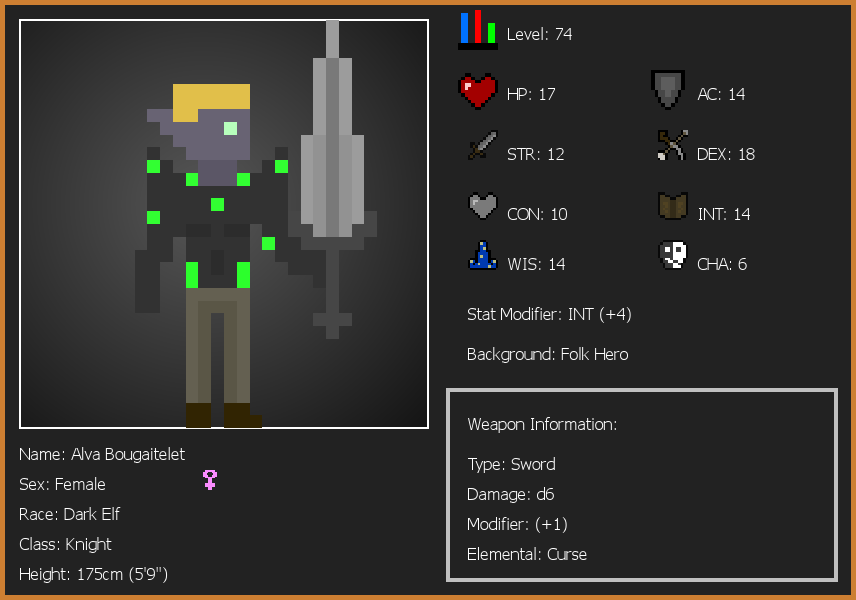 Level: 74
HP: 17
AC: 14
STR: 12
DEX: 18
CON: 10
INT: 14
WIS: 14
CHA: 6
Stat Modifier: INT (+4)
Background: Folk Hero
Weapon Information:
Type: Sword
Damage: d6
Modifier: (+1)
Elemental: Curse
Name: Alva Bougaitelet
Sex: Female
Race: Dark Elf
Class: Knight
Height: 175cm (5'9")